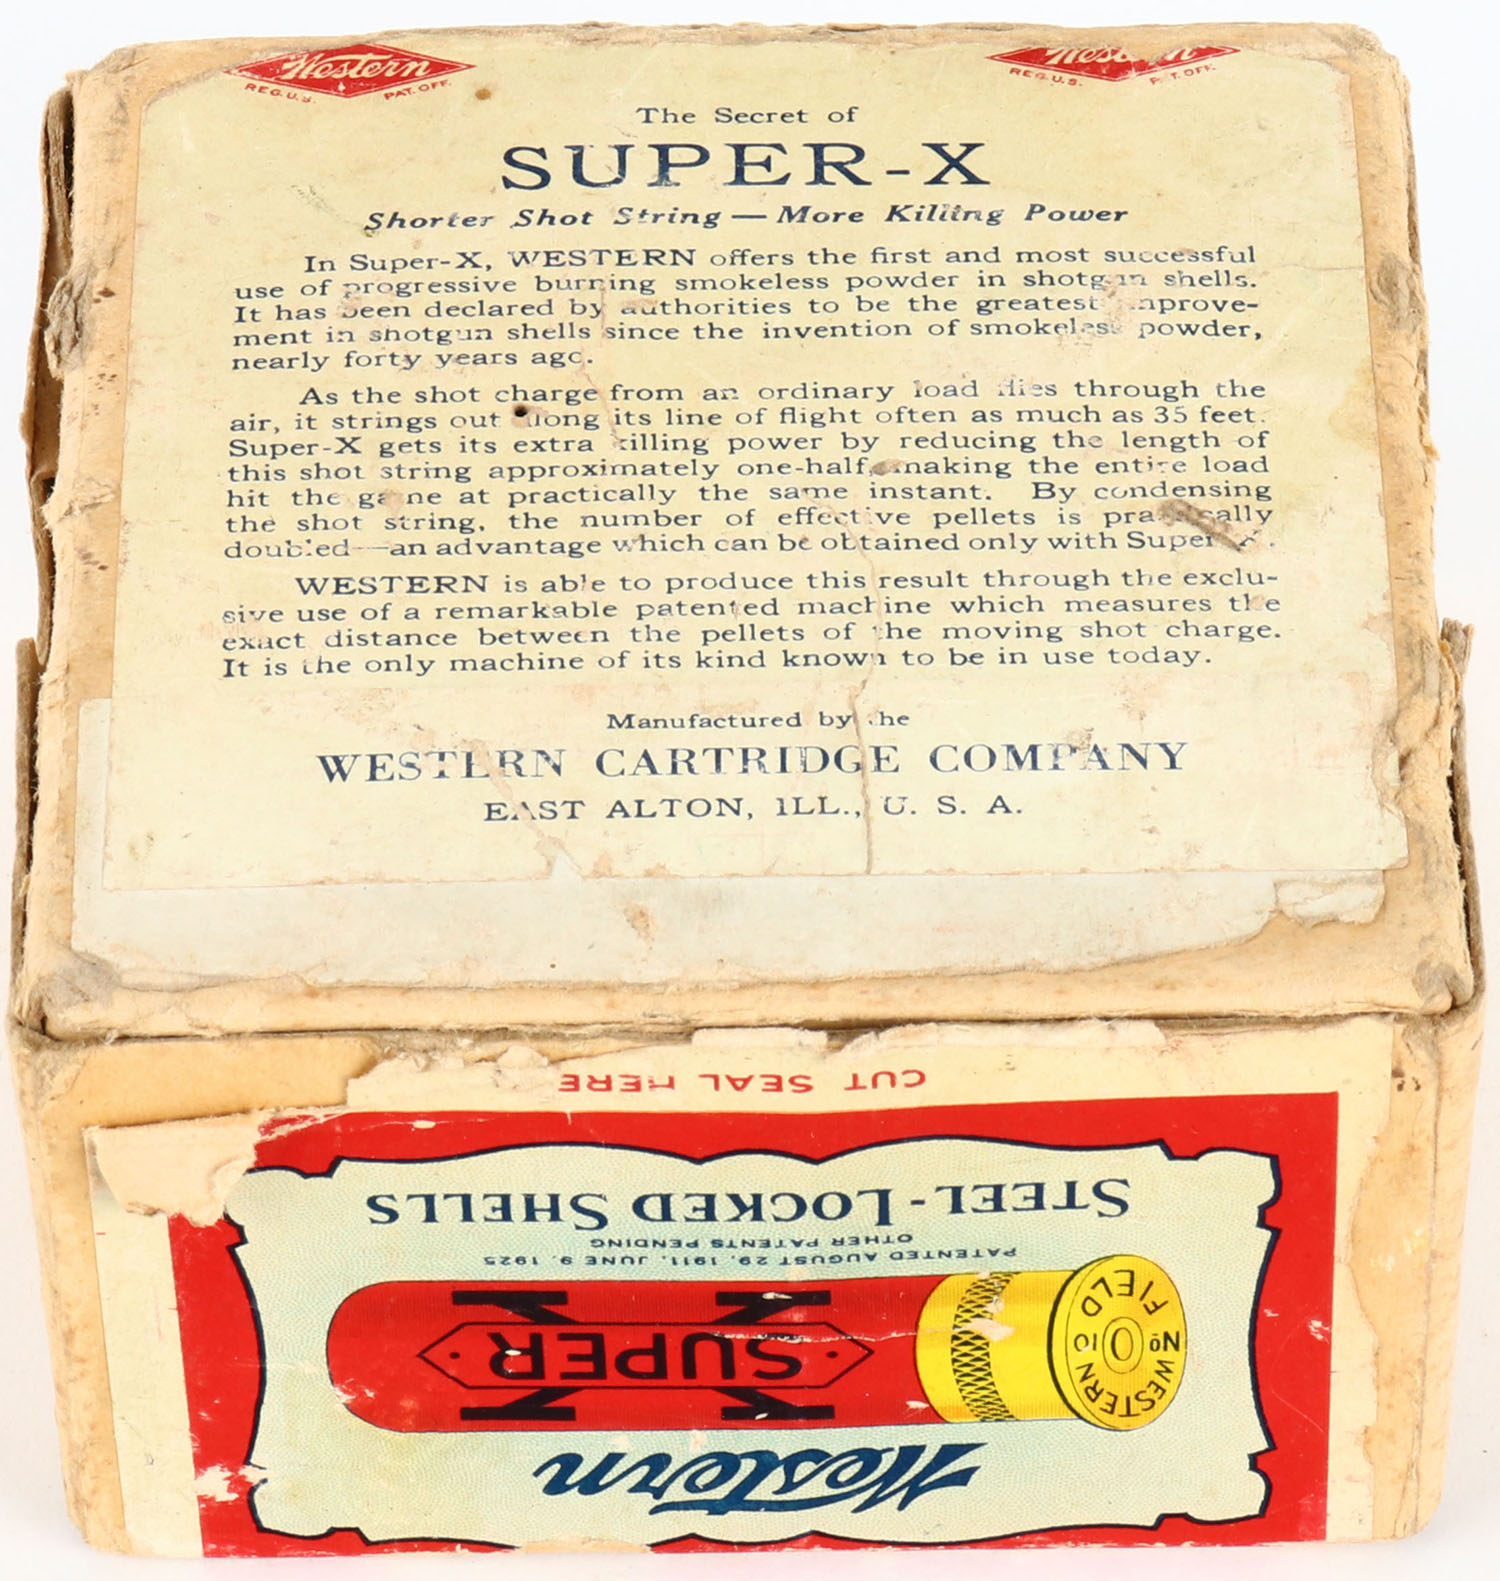 Western
REG. U.S. PAT. OFF.
Western
REG. U.S. PAT. OFF.
The Secret of
SUPER-X
Shorter Shot String — More Killing Power
In Super-X, WESTERN offers the first and most successful
use of progressive burning smokeless powder in shotgun shells.
It has been declared by authorities to be the greatest improve-
ment in shotgun shells since the invention of smokeless powder,
nearly forty years ago.
As the shot charge from an ordinary load flies through the
air, it strings out along its line of flight often as much as 35 feet.
Super-X gets its extra killing power by reducing the length of
this shot string approximately one-half, making the entire load
hit the game at practically the same instant. By condensing
the shot string, the number of effective pellets is practically
doubled—an advantage which can be obtained only with Super-X.
WESTERN is able to produce this result through the exclu-
sive use of a remarkable patented machine which measures the
exact distance between the pellets of the moving shot charge.
It is the only machine of its kind known to be in use today.
Manufactured by the
WESTERN CARTRIDGE COMPANY
EAST ALTON, ILL., U. S. A.
CUT SEAL HERE
Western
SUPER
X X
WESTERN No 10 FIELD
PATENTED AUGUST 29, 1911, JUNE 9, 1925
OTHER PATENTS PENDING
STEEL-LOCKED SHELLS